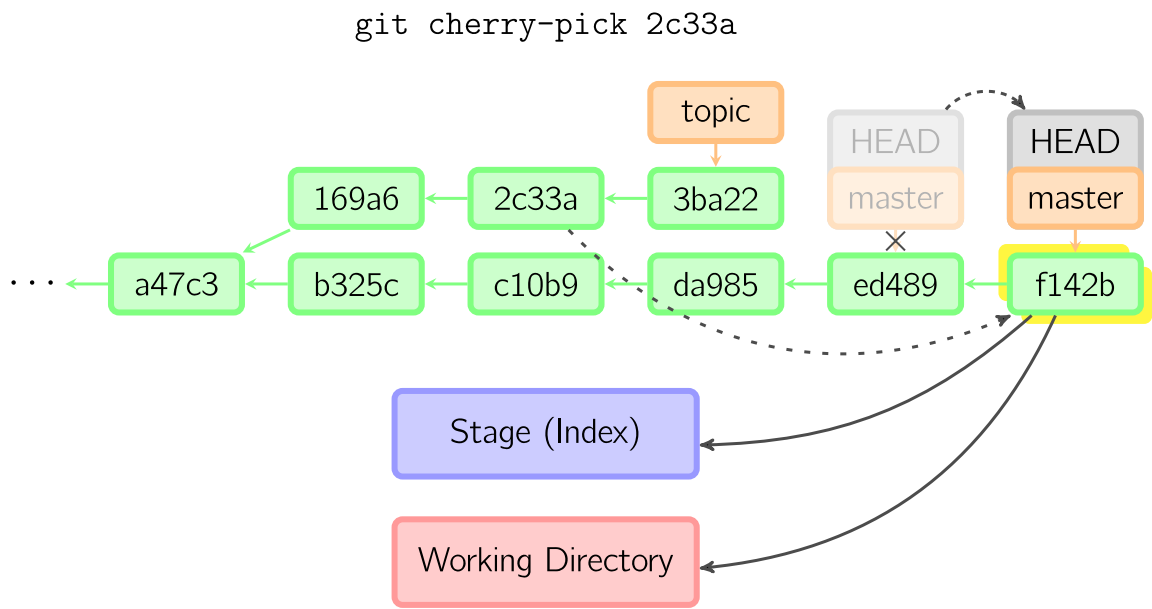 git cherry-pick 2c33a
topic
HEAD
HEAD
169a6
2c33a
3ba22
master
master
...
a47c3
b325c
c10b9
da985
ed489
f142b
Stage (Index)
Working Directory